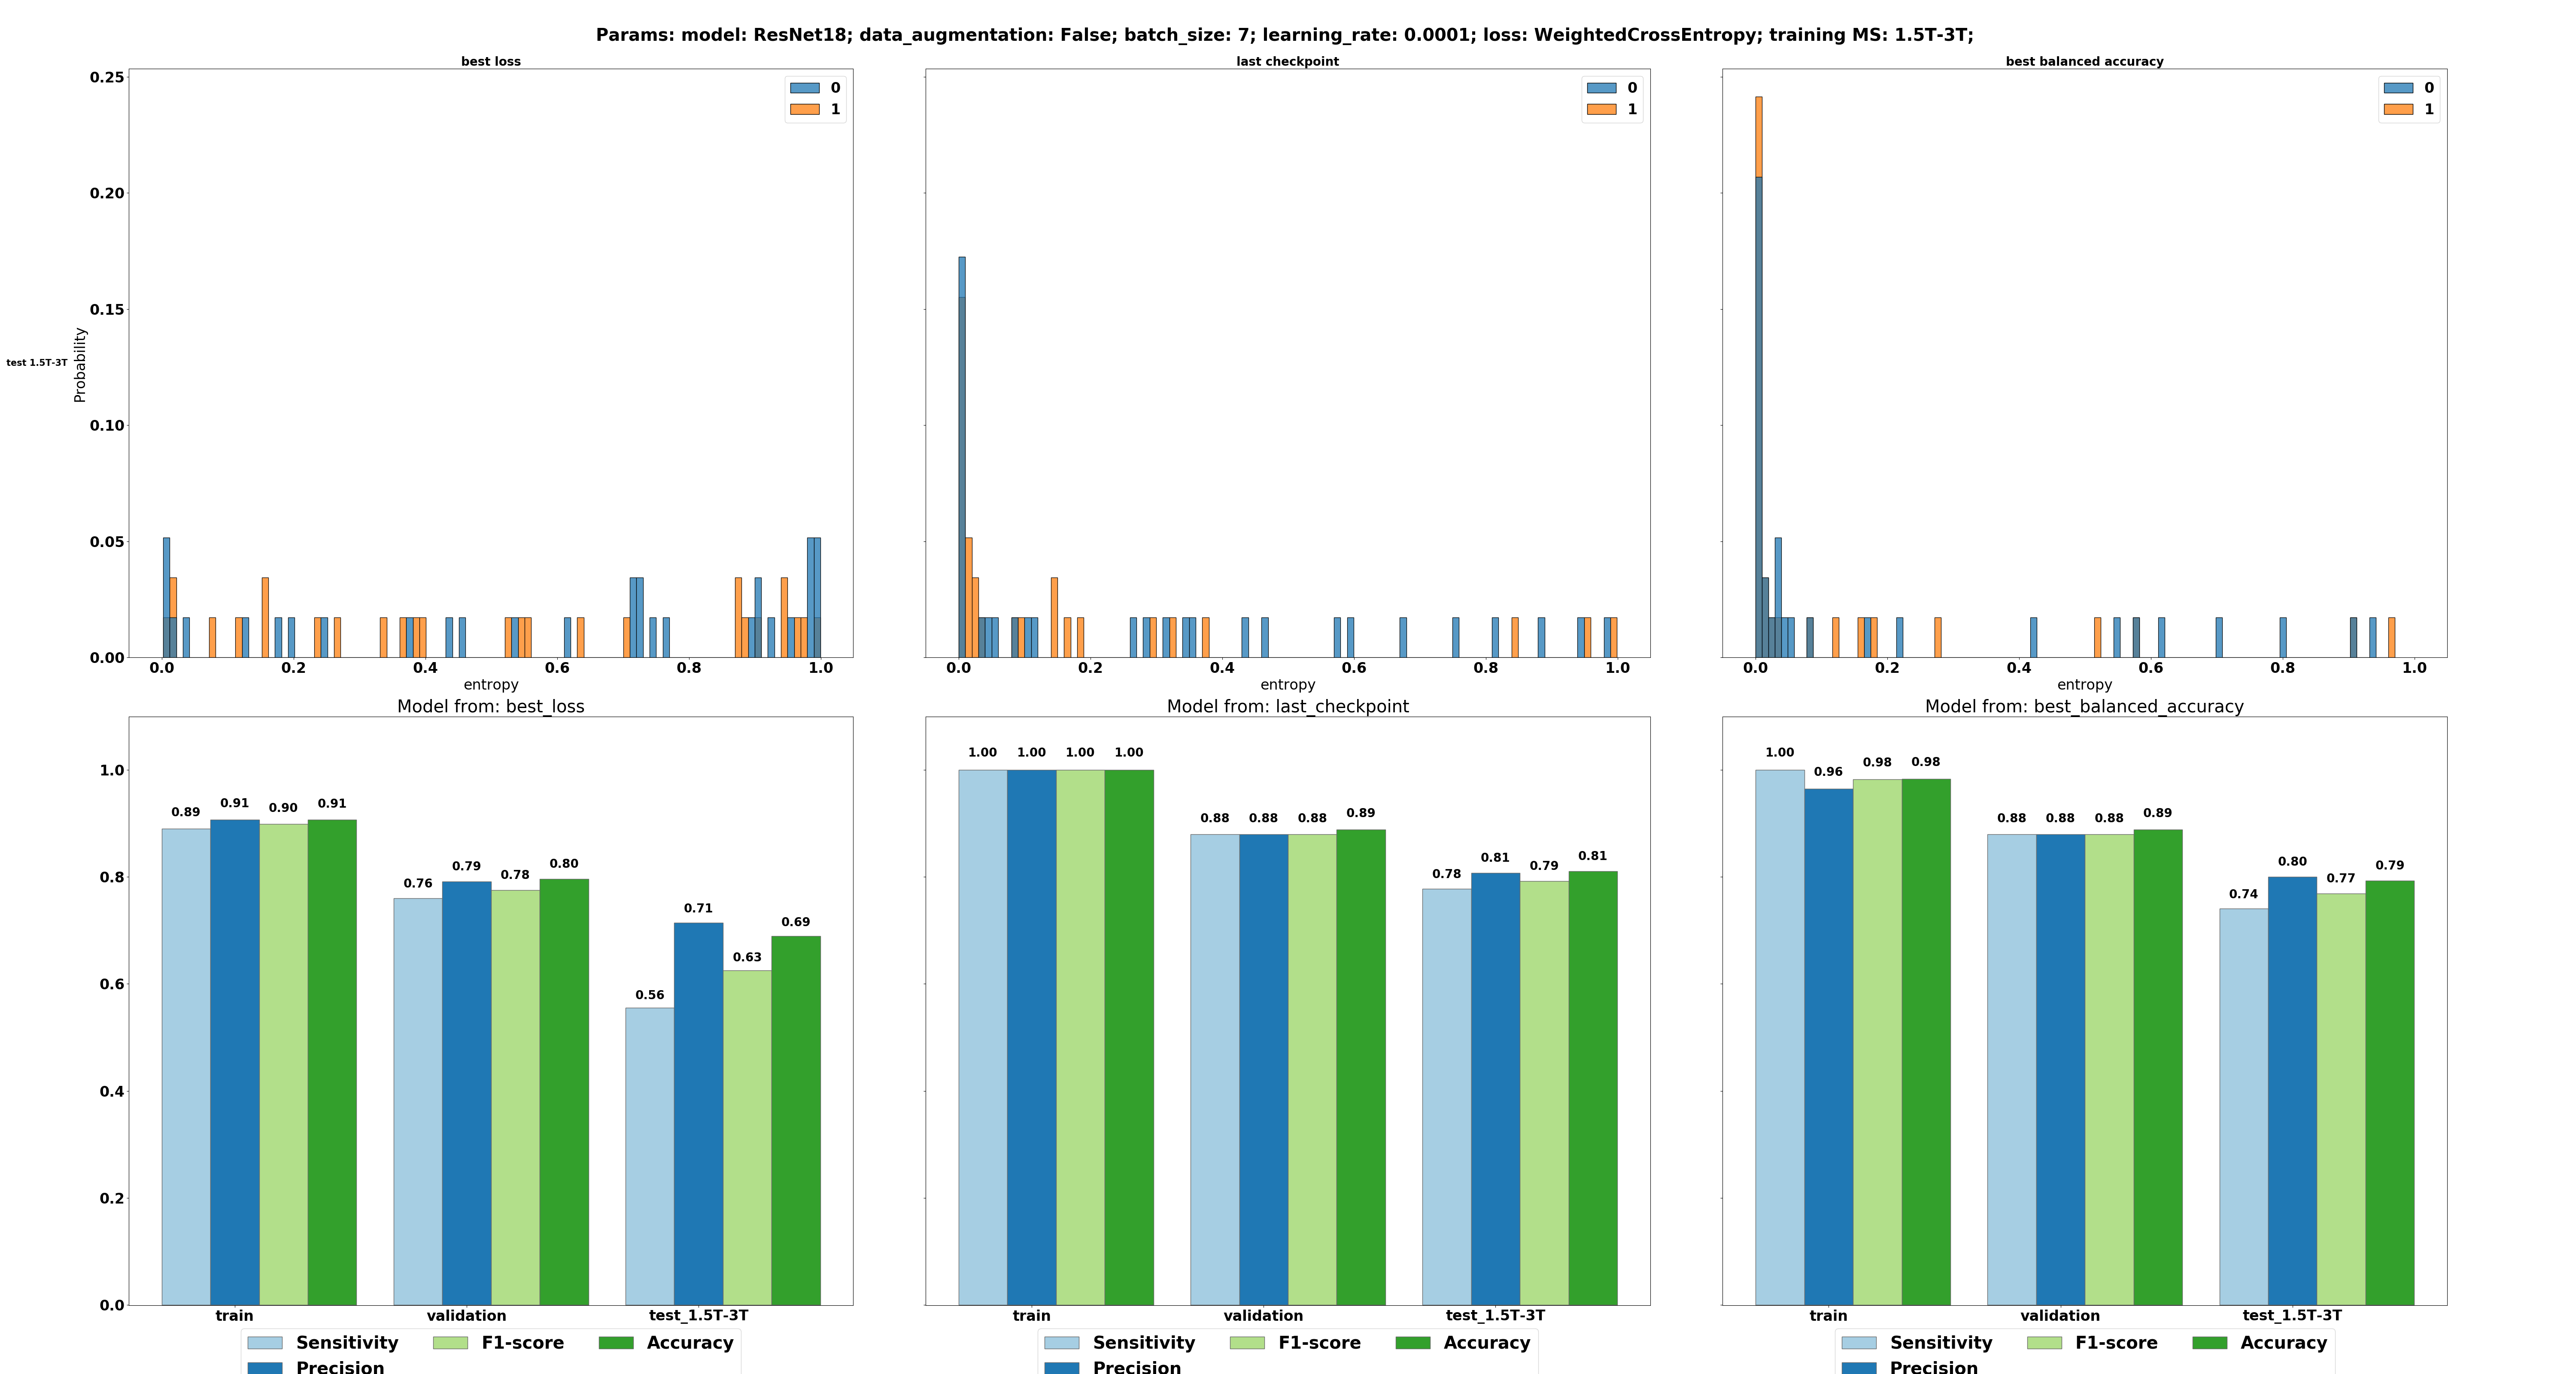 Params: model: ResNet18; data_augmentation: False; batch_size: 7; learning_rate: 0.0001; loss: WeightedCrossEntropy; training MS: 1.5T-3T;
best loss
last checkpoint
best balanced accuracy
0.25
0.20
0.15
0.10
0.05
0.00
Probability
test 1.5T-3T
0
1
0
1
0
1
0.0 0.2 0.4 0.6 0.8 1.0
0.0 0.2 0.4 0.6 0.8 1.0
0.0 0.2 0.4 0.6 0.8 1.0
entropy
entropy
entropy
Model from: best_loss
1.0
0.8
0.6
0.4
0.2
0.0
0.89 0.91 0.90 0.91
0.76 0.79 0.78 0.80
0.56 0.71 0.63 0.69
train validation test_1.5T-3T
Sensitivity F1-score Accuracy
Precision
Model from: last_checkpoint
1.00 1.00 1.00 1.00
0.88 0.88 0.88 0.89
0.78 0.81 0.79 0.81
train validation test_1.5T-3T
Sensitivity F1-score Accuracy
Precision
Model from: best_balanced_accuracy
1.00 0.96 0.98 0.98
0.88 0.88 0.88 0.89
0.74 0.80 0.77 0.79
train validation test_1.5T-3T
Sensitivity F1-score Accuracy
Precision